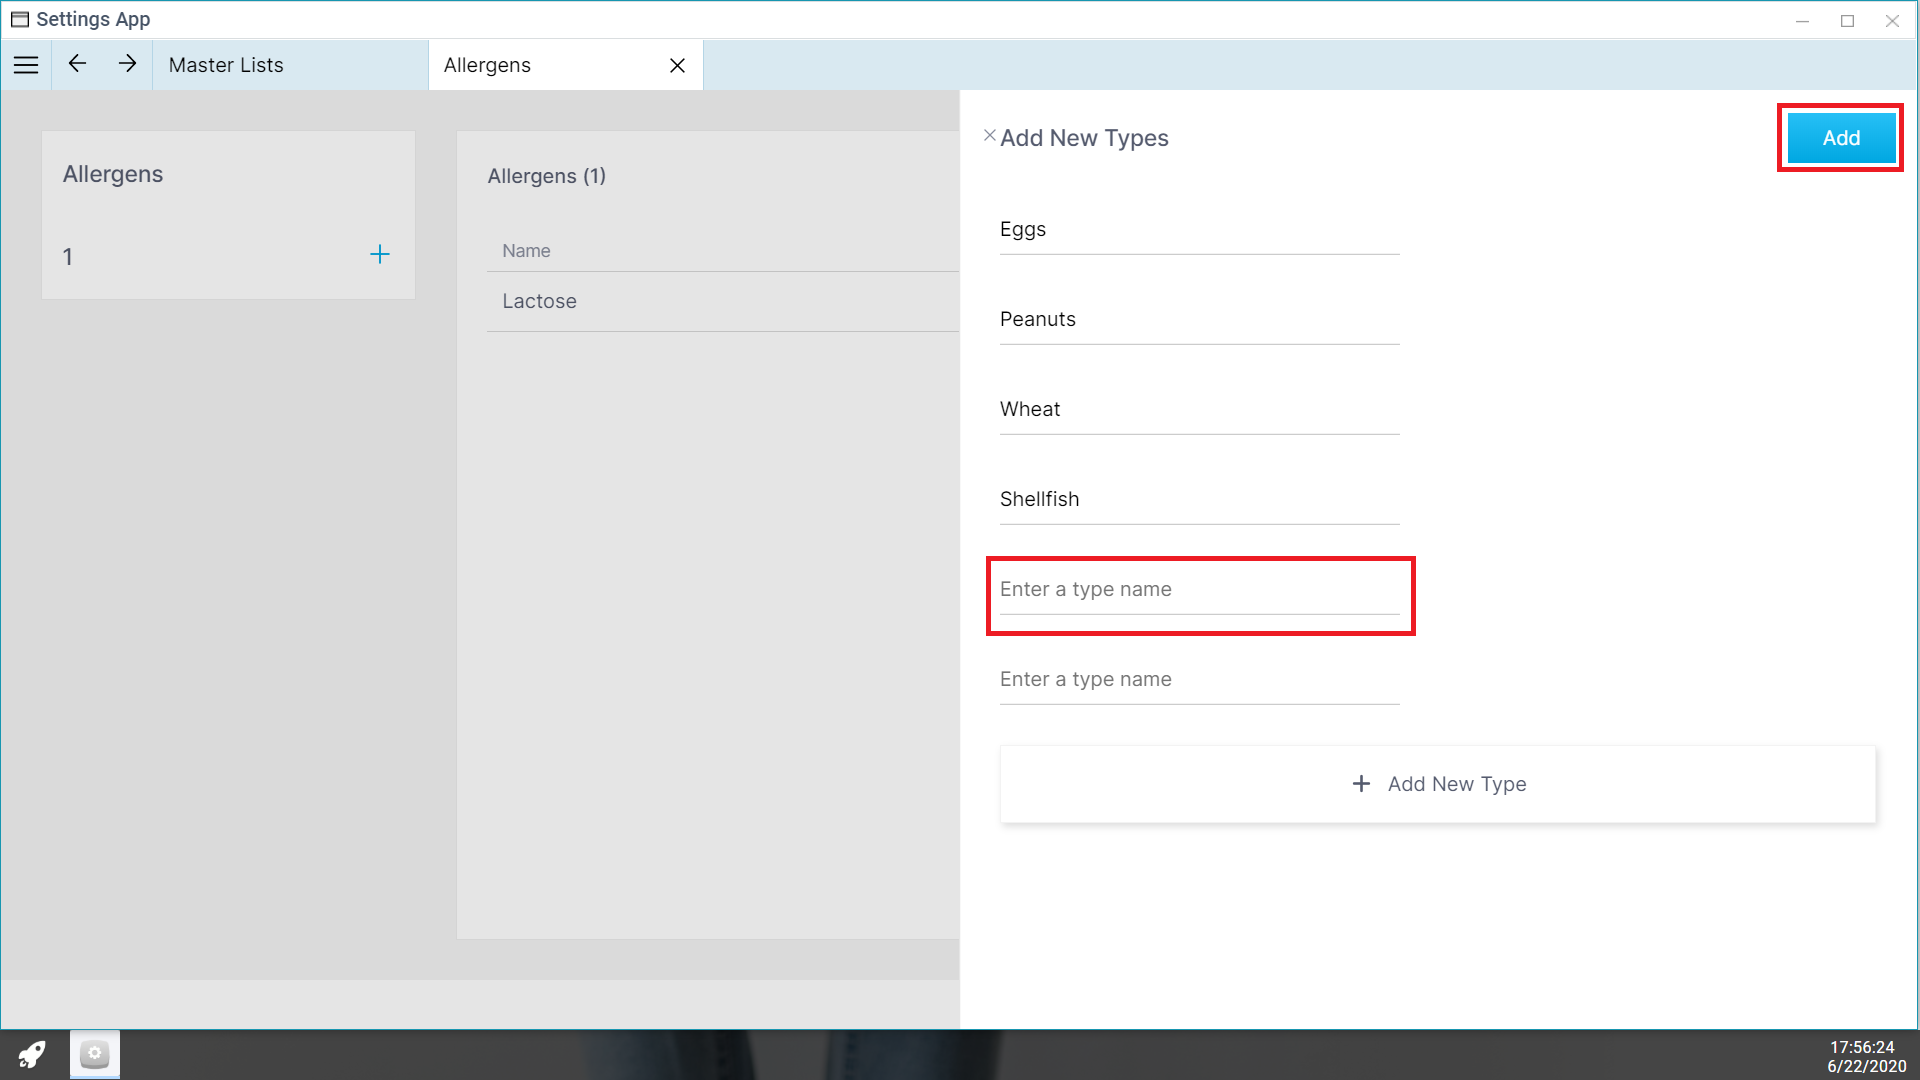 Settings App
Master Lists
Allergens
Allergens
1
Allergens (1)
Name
Lactose
Add New Types
Add
Eggs
Peanuts
Wheat
Shellfish
Enter a type name
Enter a type name
Add New Type
17:56:24
6/22/2020